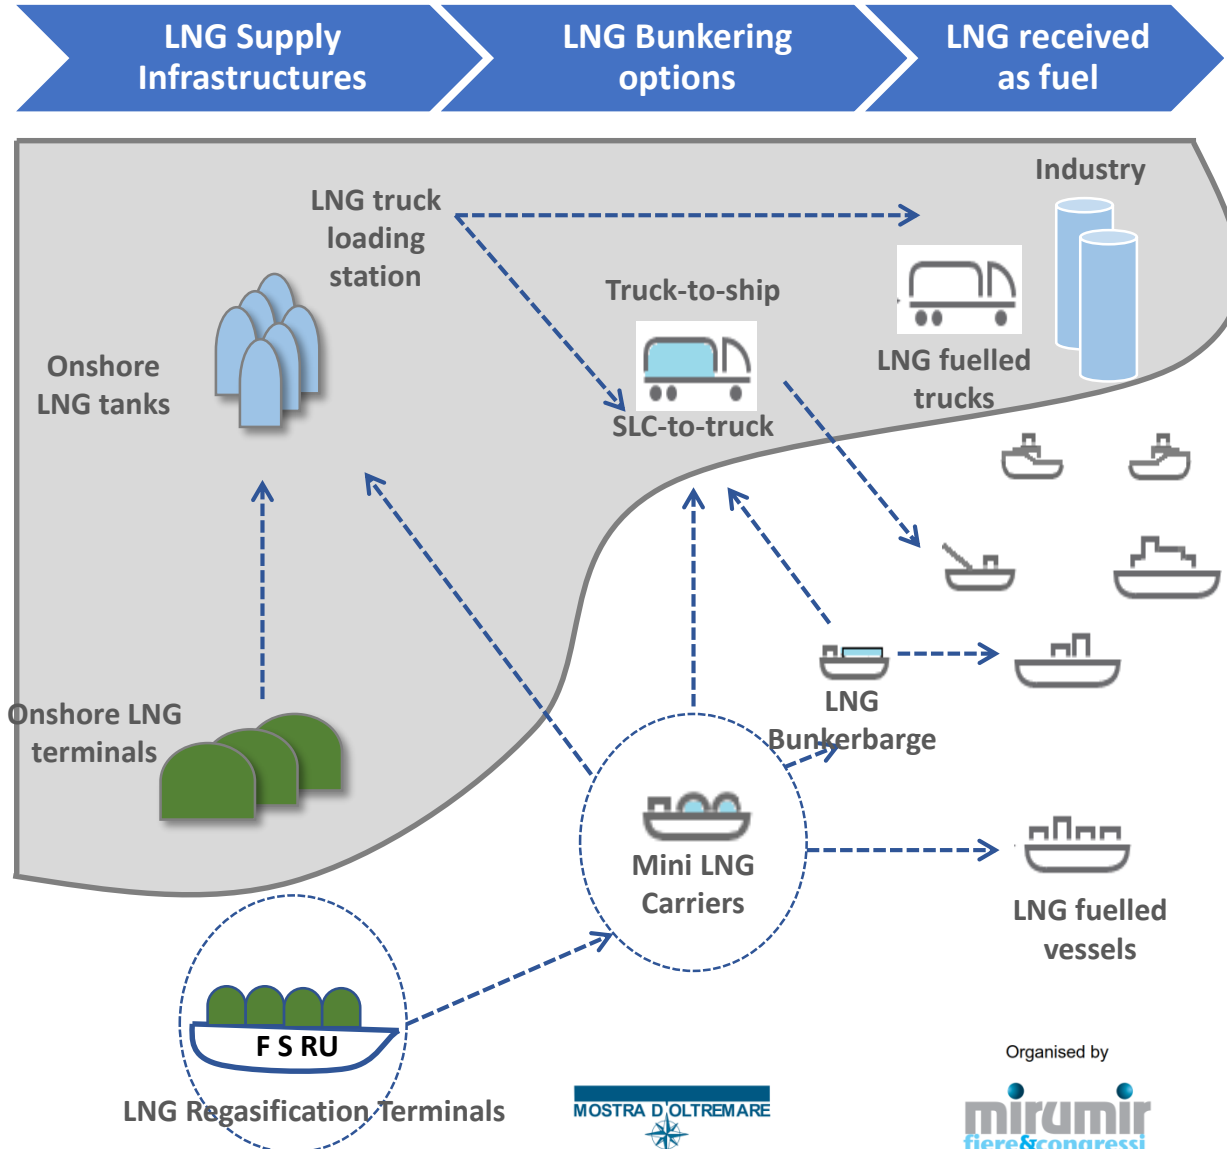 LNG Supply
Infrastructures
LNG Bunkering
options
LNG received
as fuel
Industry
LNG truck
loading
station
Truck-to-ship
Onshore
LNG tanks
LNG fuelled
trucks
SLC-to-truck
Onshore LNG
terminals
LNG
Bunkerbarge
Mini LNG
Carriers
LNG fuelled
vessels
F S RU
LNG Regasification Terminals
Organised by
MOSTRA D'OLTREMARE
mirumir
fiere&congressi